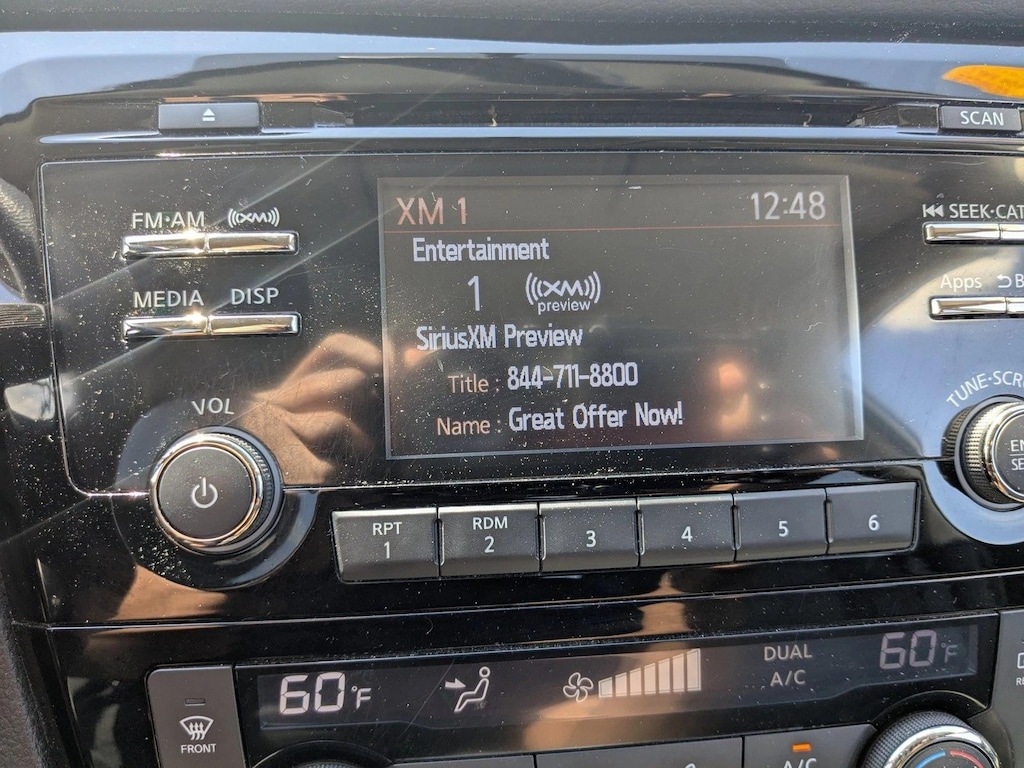 SCAN
FM·AM ((XM))
MEDIA DISP
VOL
XM 1 12:48
Entertainment
1 ((XM))
preview
SiriusXM Preview
Title : 844-711-8800
Name : Great Offer Now!
SEEK·CAT
Apps
TUNE·SCR
RPT
1
RDM
2
3
4
5
6
60°F
DUAL
A/C
60°F
FRONT
A/C